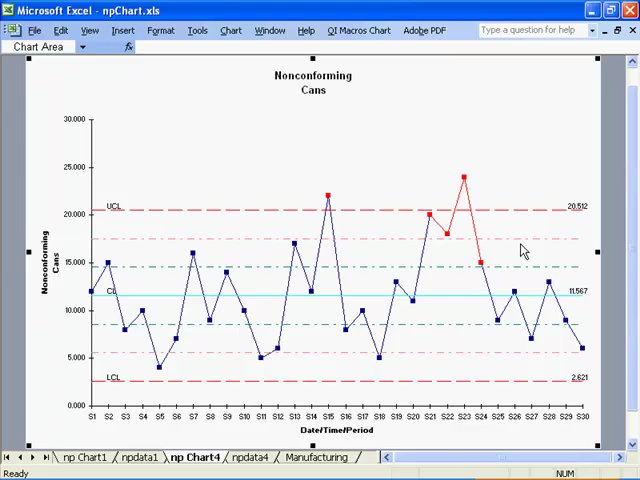 Microsoft Excel - npChart.xls
File Edit View Insert Format Tools Chart Window Help QI Macros Chart Adobe PDF Type a question for help
Chart Area fx
Nonconforming
Cans
30.000
25.000
20.000
15.000
10.000
5.000
0.000
Nonconforming
Cans
UCL 20.512
CL 11.567
LCL 2.621
S1 S2 S3 S4 S5 S6 S7 S8 S9 S10 S11 S12 S13 S14 S15 S16 S17 S18 S19 S20 S21 S22 S23 S24 S25 S26 S27 S28 S29 S30
Date/Time/Period
np Chart1 npdata1 np Chart4 npdata4 Manufacturing
Ready NUM